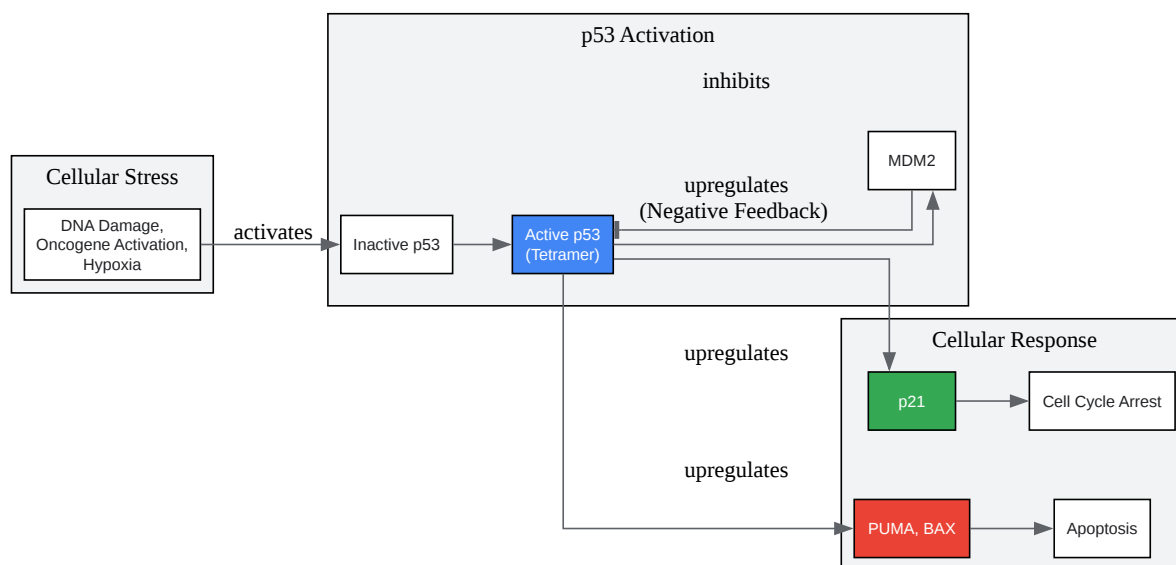 p53 Activation
inhibits
MDM2
Cellular Stress
DNA Damage,
Oncogene Activation,
Hypoxia
activates
Inactive p53
Active p53
(Tetramer)
upregulates
(Negative Feedback)
upregulates
Cellular Response
p21
Cell Cycle Arrest
upregulates
PUMA, BAX
Apoptosis